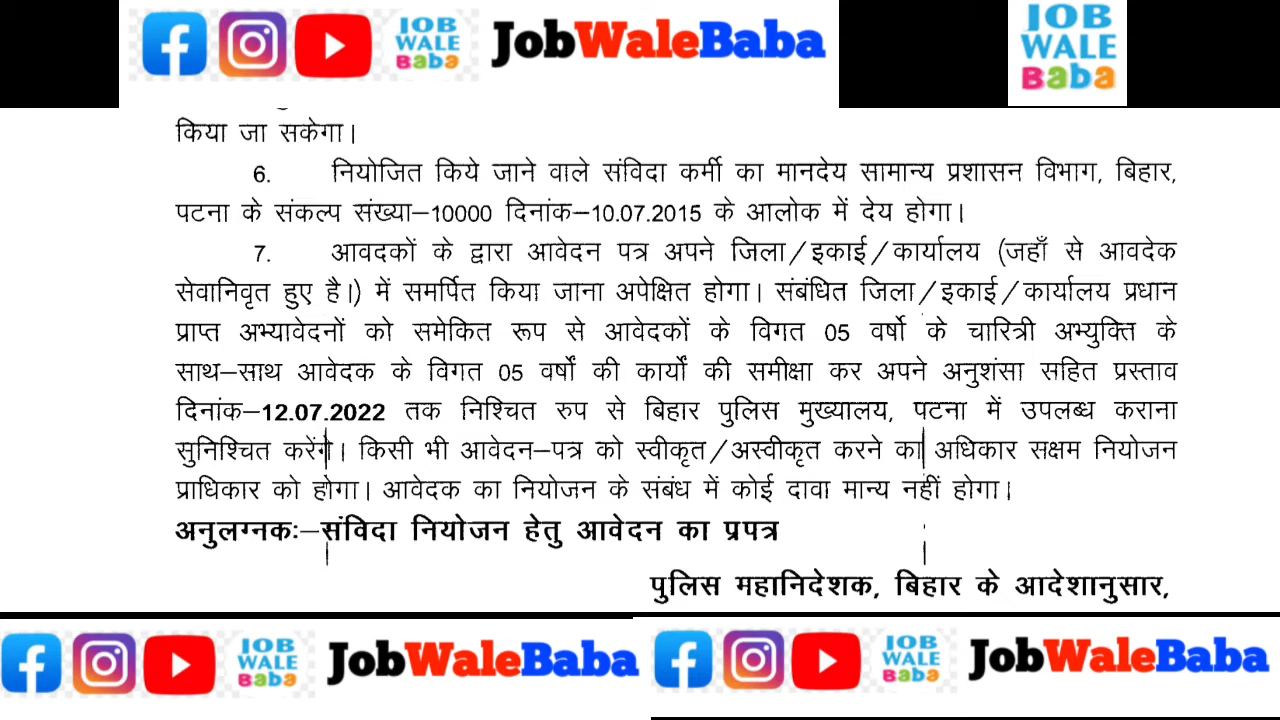 JOB WALE Baba JobWaleBaba
JOB
WALE
Baba
किया जा सकेगा।
6. नियोजित किये जाने वाले संविदा कर्मी का मानदेय सामान्य प्रशासन विभाग, बिहार,
पटना के संकल्प संख्या–10000 दिनांक–10.07.2015 के आलोक में देय होगा।
7. आवदकों के द्वारा आवेदन पत्र अपने जिला/इकाई/कार्यालय (जहाँ से आवदेक
सेवानिवृत हुए है।) में समर्पित किया जाना अपेक्षित होगा। संबंधित जिला/इकाई/कार्यालय प्रधान
प्राप्त अभ्यावेदनों को समेकित रूप से आवेदकों के विगत 05 वर्षो के चारित्री अभ्युक्ति के
साथ–साथ आवेदक के विगत 05 वर्षों की कार्यो की समीक्षा कर अपने अनुशंसा सहित प्रस्ताव
दिनांक–12.07.2022 तक निश्चित रुप से बिहार पुलिस मुख्यालय, पटना में उपलब्ध कराना
सुनिश्चित करेंगे। किसी भी आवेदन–पत्र को स्वीकृत/अस्वीकृत करने का अधिकार सक्षम नियोजन
प्राधिकार को होगा। आवेदक का नियोजन के संबंध में कोई दावा मान्य नहीं होगा।
अनुलग्नकः–संविदा नियोजन हेतु आवेदन का प्रपत्र
पुलिस महानिदेशक, बिहार के आदेशानुसार,
JOB WALE Baba JobWaleBaba
JOB WALE Baba JobWaleBaba